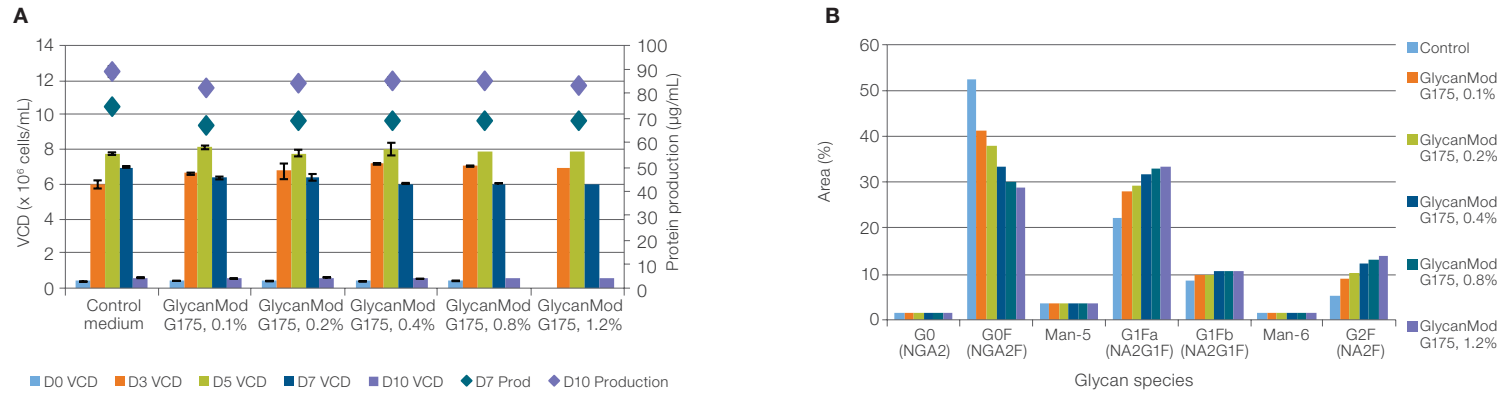 A
14
12
10
8
6
4
2
0
VCD (x 10⁶ cells/mL)
100
90
80
70
60
50
40
30
20
10
0
Protein production (µg/mL)
Control
medium
GlycanMod
G175, 0.1%
GlycanMod
G175, 0.2%
GlycanMod
G175, 0.4%
GlycanMod
G175, 0.8%
GlycanMod
G175, 1.2%
D0 VCD
D3 VCD
D5 VCD
D7 VCD
D10 VCD
D7 Prod
D10 Production
B
60
50
40
30
20
10
0
Area (%)
G0
(NGA2)
G0F
(NGA2F)
Man-5
G1Fa
(NA2G1F)
G1Fb
(NA2G1F)
Man-6
G2F
(NA2F)
Glycan species
Control
GlycanMod
G175, 0.1%
GlycanMod
G175, 0.2%
GlycanMod
G175, 0.4%
GlycanMod
G175, 0.8%
GlycanMod
G175, 1.2%